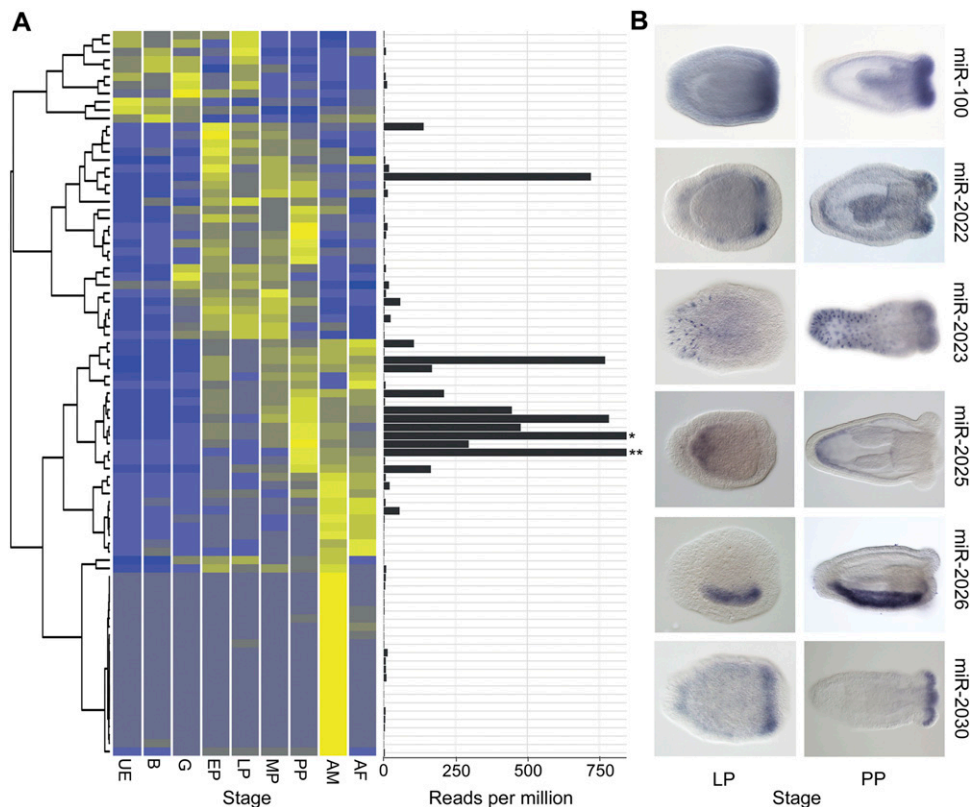 A
*
**
UE B G EP LP MP PP AM AF
Stage
0 250 500 750
Reads per million
B
miR-100
miR-2022
miR-2023
miR-2025
miR-2026
miR-2030
LP PP
Stage